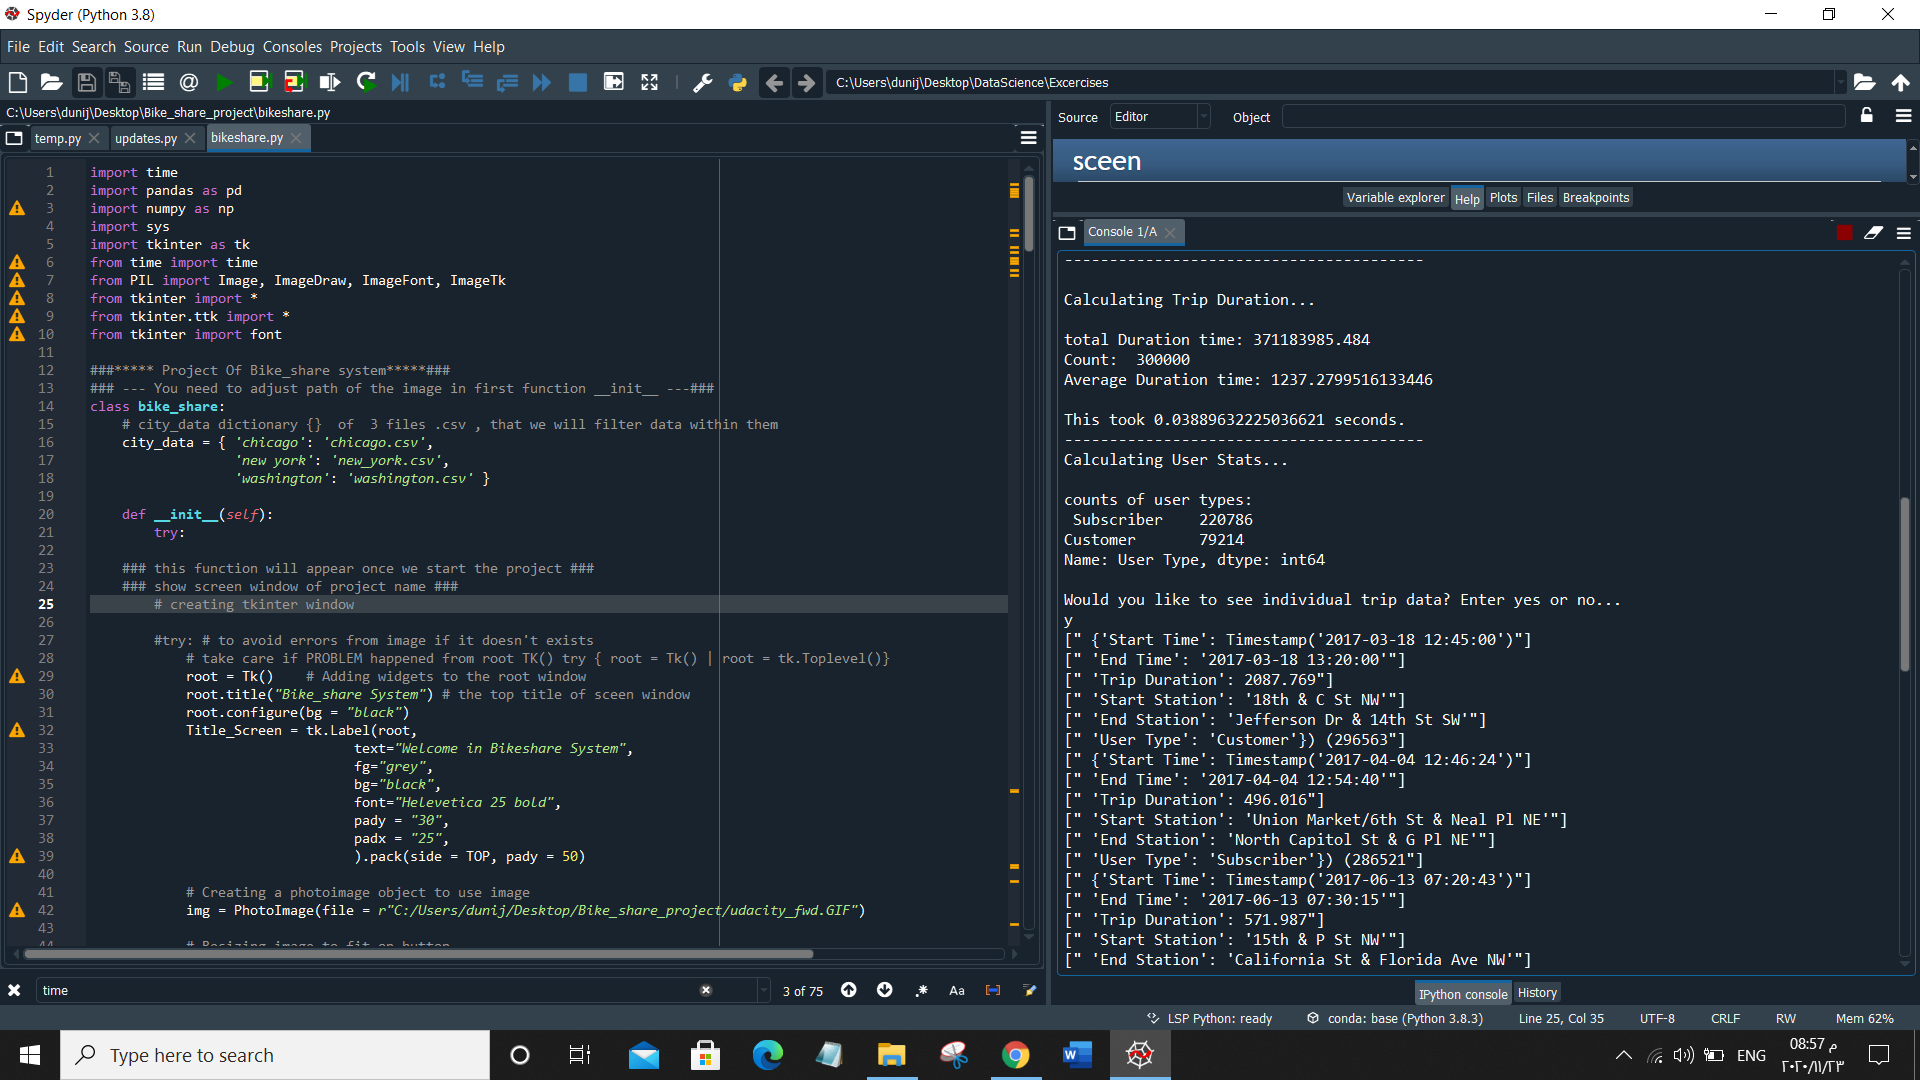 Spyder (Python 3.8)
File Edit Search Source Run Debug Consoles Projects Tools View Help
C:\Users\dunij\Desktop\DataScience\Excercises
C:\Users\dunij\Desktop\Bike_share_project\bikeshare.py
temp.py updates.py bikeshare.py
1 import time
2 import pandas as pd
3 import numpy as np
4 import sys
5 import tkinter as tk
6 from time import time
7 from PIL import Image, ImageDraw, ImageFont, ImageTk
8 from tkinter import *
9 from tkinter.ttk import *
10 from tkinter import font
11
12 ###***** Project Of Bike_share system*****###
13 ### --- You need to adjust path of the image in first function __init__ ---###
14 class bike_share:
15 # city_data dictionary {} of 3 files .csv , that we will filter data within them
16 city_data = { 'chicago': 'chicago.csv',
17 'new york': 'new_york.csv',
18 'washington': 'washington.csv' }
19
20 def __init__(self):
21 try:
22
23 ### this function will appear once we start the project ###
24 ### show screen window of project name ###
25 # creating tkinter window
26
27 #try: # to avoid errors from image if it doesn't exists
28 # take care if PROBLEM happened from root TK() try { root = Tk() | root = tk.Toplevel()}
29 root = Tk() # Adding widgets to the root window
30 root.title("Bike_share System") # the top title of sceen window
31 root.configure(bg = "black")
32 Title_Screen = tk.Label(root,
33 text="Welcome in Bikeshare System",
34 fg="grey",
35 bg="black",
36 font="Helevetica 25 bold",
37 pady = "30",
38 padx = "25",
39 ).pack(side = TOP, pady = 50)
40
41 # Creating a photoimage object to use image
42 img = PhotoImage(file = r"C:/Users/dunij/Desktop/Bike_share_project/udacity_fwd.GIF")
43
44 # Resizing image to fit on button
time
3 of 75
Aa
Source Editor Object
sceen
Variable explorer Help Plots Files Breakpoints
Console 1/A
----------------------------------------
Calculating Trip Duration...
total Duration time: 371183985.484
Count: 300000
Average Duration time: 1237.2799516133446
This took 0.03889632225036621 seconds.
----------------------------------------
Calculating User Stats...
counts of user types:
Subscriber 220786
Customer 79214
Name: User Type, dtype: int64
Would you like to see individual trip data? Enter yes or no...
y
[" {'Start Time': Timestamp('2017-03-18 12:45:00')"]
[" 'End Time': '2017-03-18 13:20:00'"]
[" 'Trip Duration': 2087.769"]
[" 'Start Station': '18th & C St NW'"]
[" 'End Station': 'Jefferson Dr & 14th St SW'"]
[" 'User Type': 'Customer'}) (296563"]
[" {'Start Time': Timestamp('2017-04-04 12:46:24')"]
[" 'End Time': '2017-04-04 12:54:40'"]
[" 'Trip Duration': 496.016"]
[" 'Start Station': 'Union Market/6th St & Neal Pl NE'"]
[" 'End Station': 'North Capitol St & G Pl NE'"]
[" 'User Type': 'Subscriber'}) (286521"]
[" {'Start Time': Timestamp('2017-06-13 07:20:43')"]
[" 'End Time': '2017-06-13 07:30:15'"]
[" 'Trip Duration': 571.987"]
[" 'Start Station': '15th & P St NW'"]
[" 'End Station': 'California St & Florida Ave NW'"]
IPython console History
LSP Python: ready conda: base (Python 3.8.3) Line 25, Col 35 UTF-8 CRLF RW Mem 62%
Type here to search
ENG
08:57 م
٢٠٢٠/١١/٢٣